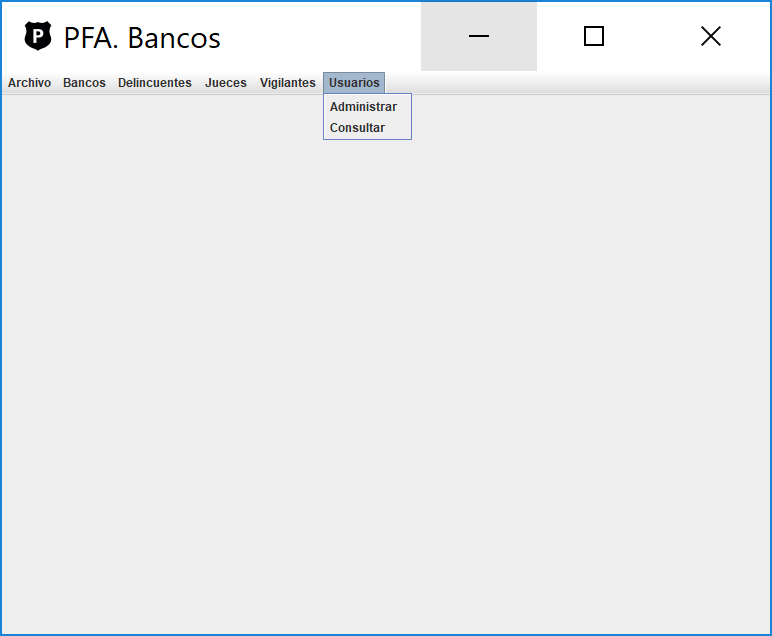 P PFA. Bancos
Archivo Bancos Delincuentes Jueces Vigilantes Usuarios
Administrar
Consultar